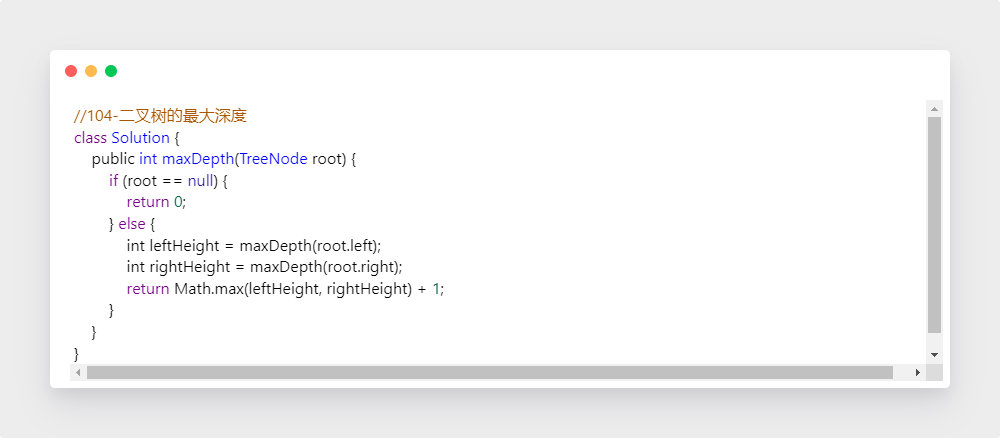 //104-二叉树的最大深度
class Solution {
    public int maxDepth(TreeNode root) {
        if (root == null) {
            return 0;
        } else {
            int leftHeight = maxDepth(root.left);
            int rightHeight = maxDepth(root.right);
            return Math.max(leftHeight, rightHeight) + 1;
        }
    }
}